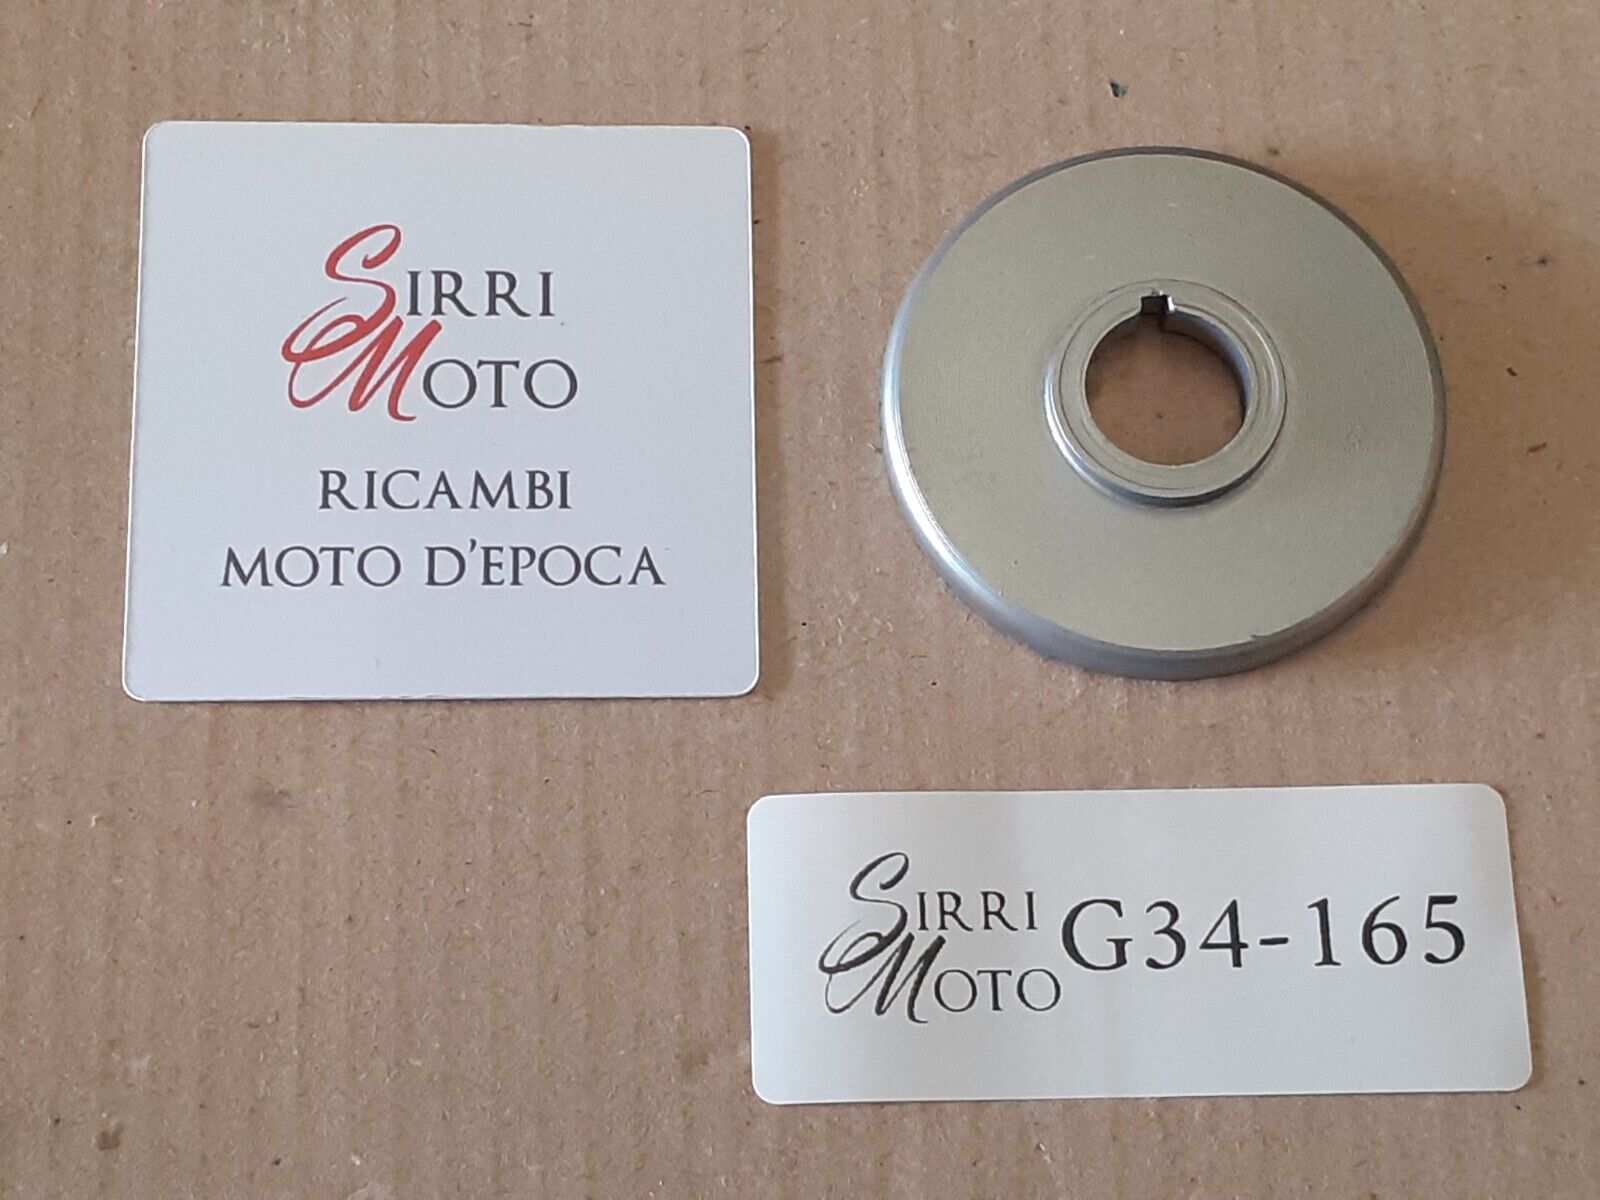 SIRRI
MOTO
RICAMBI
MOTO D'EPOCA
SIRRI
MOTO
G34-165